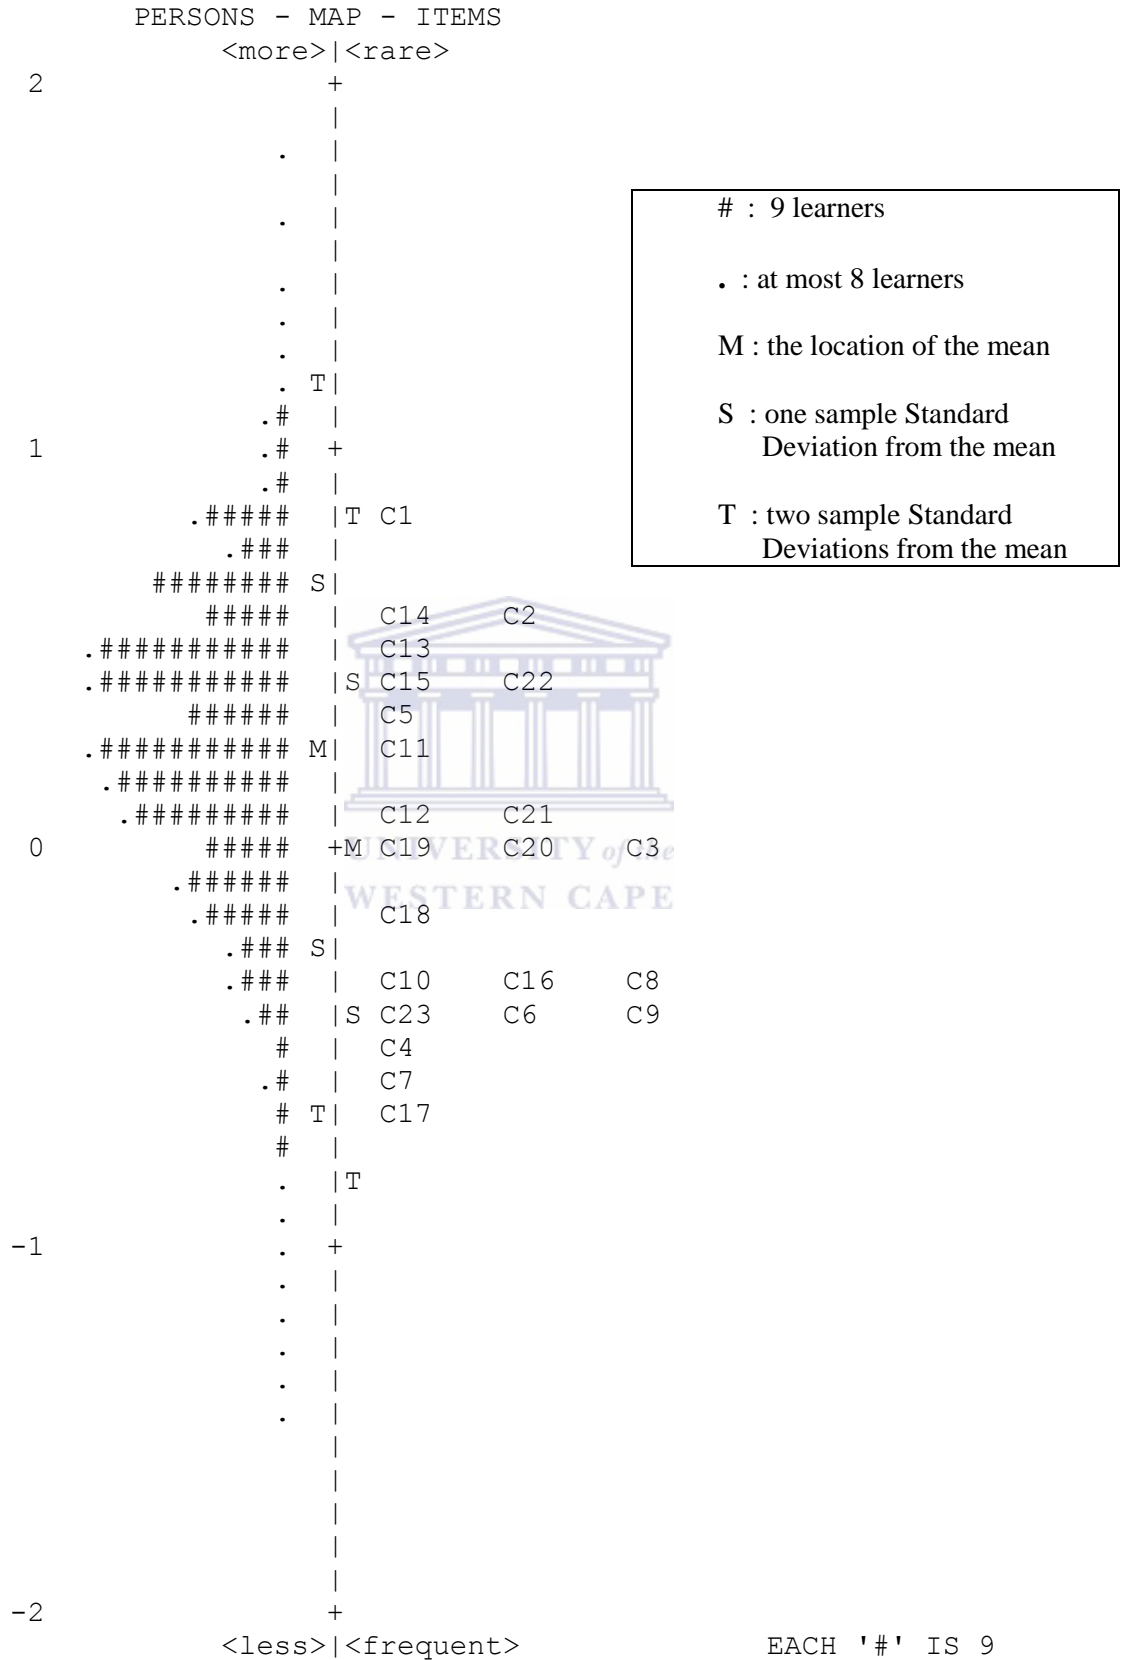 PERSONS - MAP - ITEMS
<more>|<rare>
2 +
|
. |
|
. |
|
. |
. |
. |
. T|
.# |
1 .# +
.# |
.##### |T C1
.### |
######## S|
##### | C14 C2
.########### | C13
.########### |S C15 C22
###### | C5
.########### M| C11
.########## |
.######### | C12 C21
0 ##### +M C19 C20 C3
.###### |
.##### | C18
.### S|
.### | C10 C16 C8
.## |S C23 C6 C9
# | C4
.# | C7
# T| C17
# |
. |T
. |
-1 . +
. |
. |
. |
. |
. |
|
|
|
|
|
-2 +
<less>|<frequent> EACH '#' IS 9
# : 9 learners
. : at most 8 learners
M : the location of the mean
S : one sample Standard
Deviation from the mean
T : two sample Standard
Deviations from the mean
UNIVERSITY of the
WESTERN CAPE